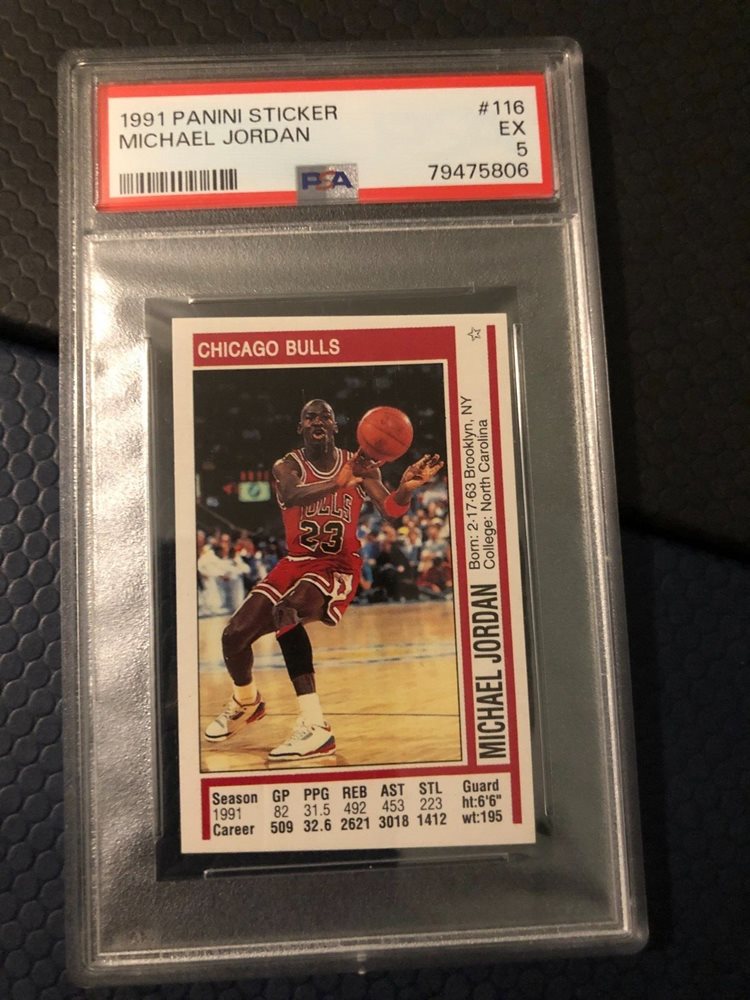 1991 PANINI STICKER #116
MICHAEL JORDAN EX
5
PSA 79475806
CHICAGO BULLS
BULLS
23
MICHAEL JORDAN
Born: 2-17-63 Brooklyn, NY
College: North Carolina
Season GP PPG REB AST STL Guard
1991 82 31.5 492 453 223 ht:6'6"
Career 509 32.6 2621 3018 1412 wt:195